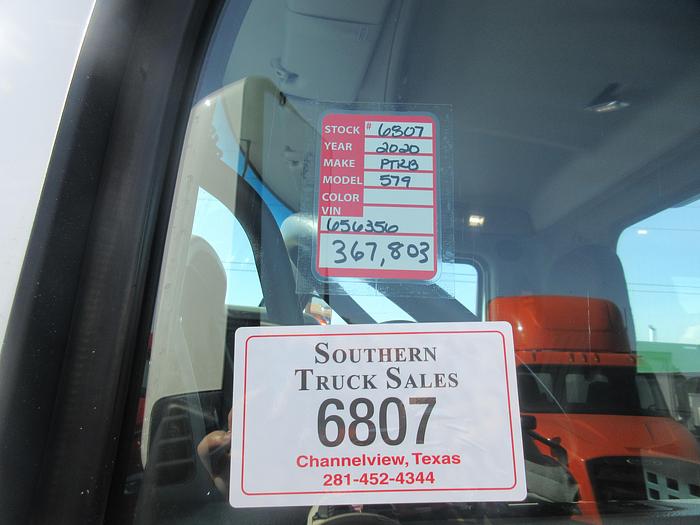 STOCK # 6807
YEAR 2020
MAKE PTRB
MODEL 579
COLOR
VIN
656356
367,803
SOUTHERN
TRUCK SALES
6807
Channelview, Texas
281-452-4344